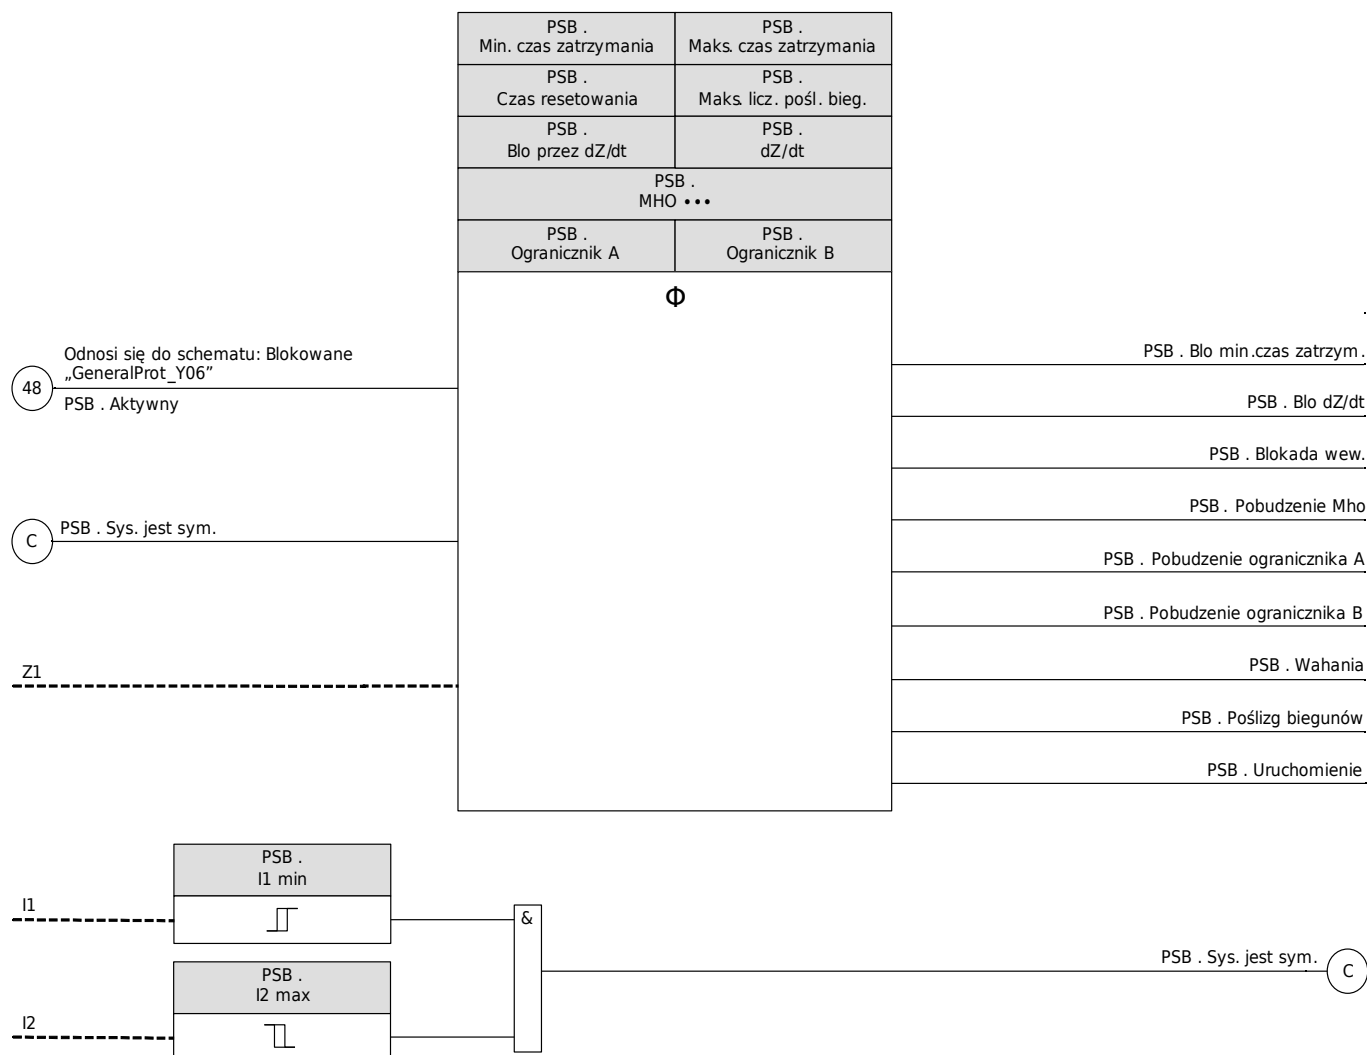 PSB .
Min. czas zatrzymania
PSB .
Maks. czas zatrzymania
PSB .
Czas resetowania
PSB .
Maks. licz. pośl. bieg.
PSB .
Blo przez dZ/dt
PSB .
dZ/dt
PSB .
MHO •••
PSB .
Ogranicznik A
PSB .
Ogranicznik B
Φ
Odnosi się do schematu: Blokowane
„GeneralProt_Y06”
48
PSB . Aktywny
PSB . Sys. jest sym.
C
Z1
PSB . Blo min.czas zatrzym.
PSB . Blo dZ/dt
PSB . Blokada wew.
PSB . Pobudzenie Mho
PSB . Pobudzenie ogranicznika A
PSB . Pobudzenie ogranicznika B
PSB . Wahania
PSB . Poślizg biegunów
PSB . Uruchomienie
PSB .
I1 min
I1
&
PSB .
I2 max
I2
PSB . Sys. jest sym.
C